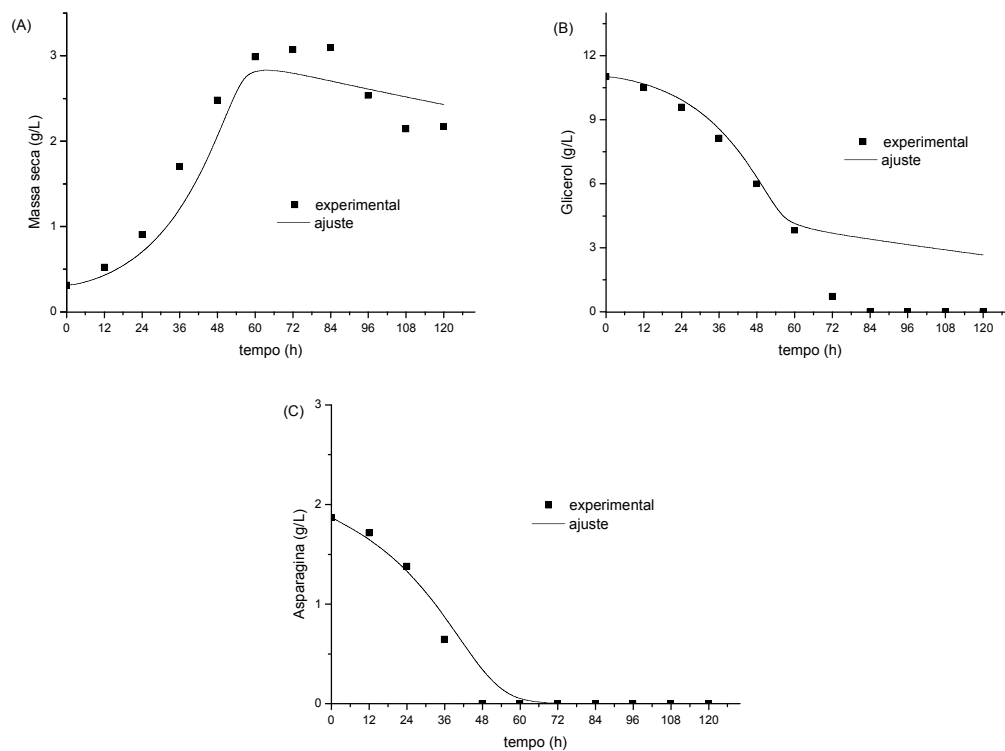 (A)
Massa seca (g/L)
3
2
1
0
experimental
ajuste
0 12 24 36 48 60 72 84 96 108 120
tempo (h)
(B)
Glicerol (g/L)
12
9
6
3
0
experimental
ajuste
0 12 24 36 48 60 72 84 96 108 120
tempo (h)
(C)
Asparagina (g/L)
3
2
1
0
experimental
ajuste
0 12 24 36 48 60 72 84 96 108 120
tempo (h)